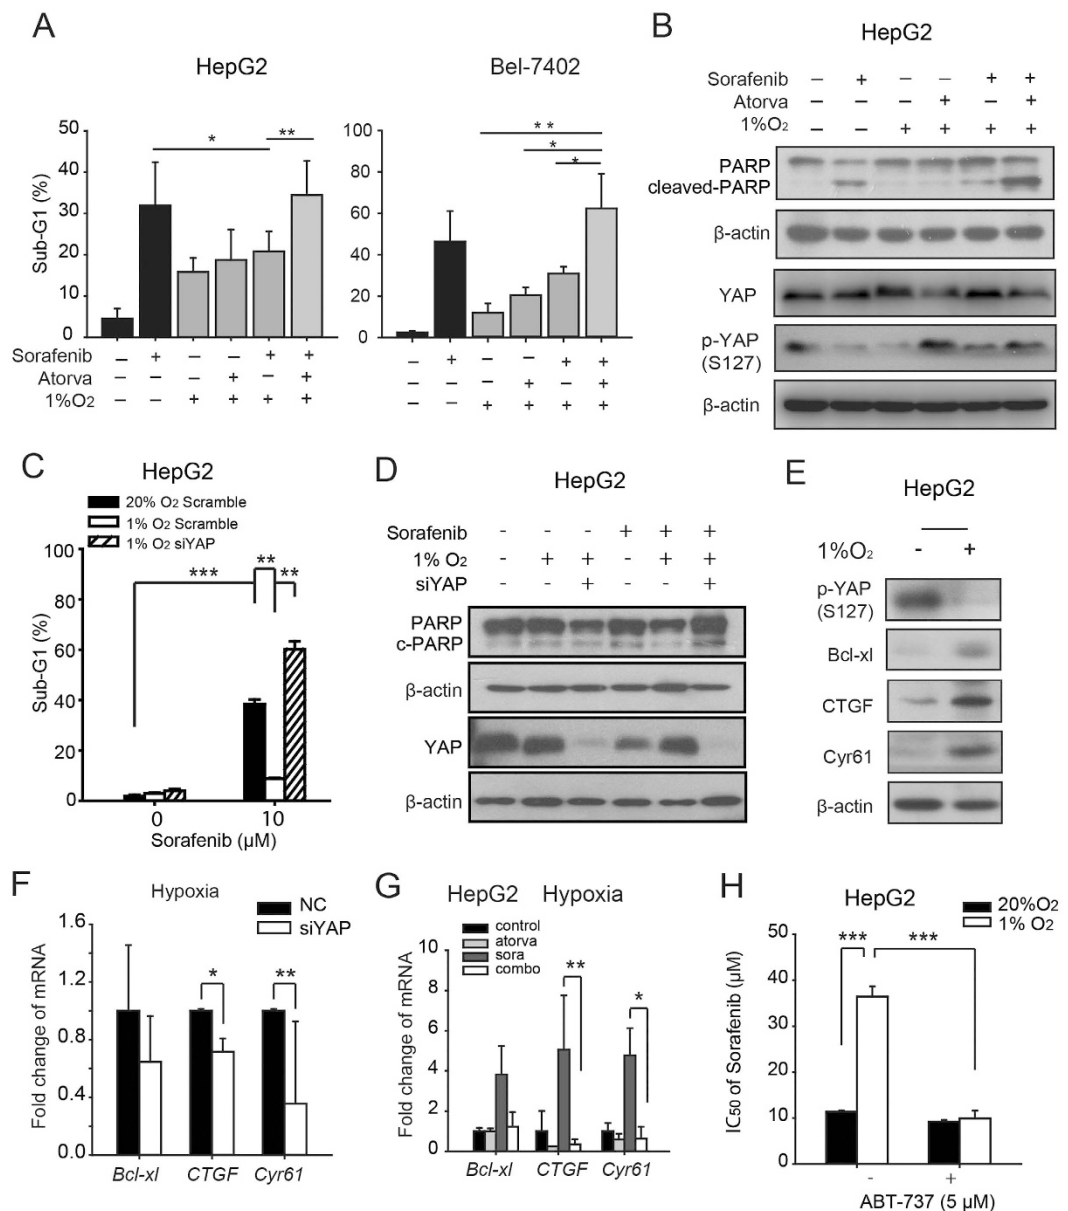 A
HepG2
Bel-7402
Sub-G1 (%)
50
40
30
20
10
0
*
**
100
80
60
40
20
0
* *
*
*
Sorafenib – + – – + +
Atorva – – – + – +
1%O2 – – + + + +
– + – – + +
– – – + – +
– – + + + +
B
HepG2
Sorafenib – + – – + +
Atorva – – – + – +
1%O2 – – + + + +
PARP
cleaved-PARP
β-actin
YAP
p-YAP
(S127)
β-actin
C
HepG2
20% O2 Scramble
1% O2 Scramble
1% O2 siYAP
Sub-G1 (%)
100
80
60
40
20
0
***
**
**
0 10
Sorafenib (μM)
D
HepG2
Sorafenib - - - + + +
1% O2 - + + - + +
siYAP - - + - - +
PARP
c-PARP
β-actin
YAP
β-actin
E
HepG2
1%O2 - +
p-YAP
(S127)
Bcl-xl
CTGF
Cyr61
β-actin
F
Hypoxia
NC
siYAP
Fold change of mRNA
1.6
1.2
0.8
0.4
0.0
*
**
Bcl-xl CTGF Cyr61
G
HepG2 Hypoxia
control
atorva
sora
combo
Fold change of mRNA
10
8
6
4
2
0
**
*
Bcl-xl CTGF Cyr61
H
HepG2
20%O2
1% O2
IC50 of Sorafenib (μM)
50
40
30
20
10
0
***
***
- +
ABT-737 (5 μM)